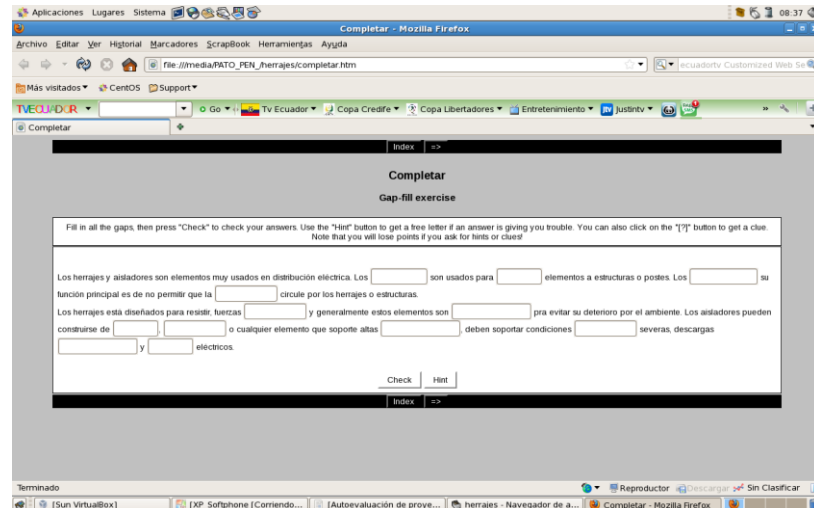 Aplicaciones Lugares Sistema 08:37
Completar - Mozilla Firefox
Archivo Editar Ver Historial Marcadores ScrapBook Herramientas Ayuda
file:///media/PATO_PEN_/herrajes/completar.htm ecuadortv Customized Web Se
Más visitados CentOS Support
TVECUADOR Go Tv Ecuador Copa Credife Copa Libertadores Entretenimiento Justintv »
Completar
Index =>
Completar
Gap-fill exercise
Fill in all the gaps, then press "Check" to check your answers. Use the "Hint" button to get a free letter if an answer is giving you trouble. You can also click on the "[?]" button to get a clue.
Note that you will lose points if you ask for hints or clues!
Los herrajes y aisladores son elementos muy usados en distribución eléctrica. Los son usados para elementos a estructuras o postes. Los su
función principal es de no permitir que la circule por los herrajes o estructuras.
Los herrajes está diseñados para resistir, fuerzas y generalmente estos elementos son pra evitar su deterioro por el ambiente. Los aisladores pueden
construirse de , o cualquier elemento que soporte altas , deben soportar condiciones severas, descargas
y eléctricos.
Check Hint
Index =>
Terminado Reproductor Descargar Sin Clasificar
[Sun VirtualBox] [XP_Softphone [Corriendo... [Autoevaluación de proye... herrajes - Navegador de a... Completar - Mozilla Firefox